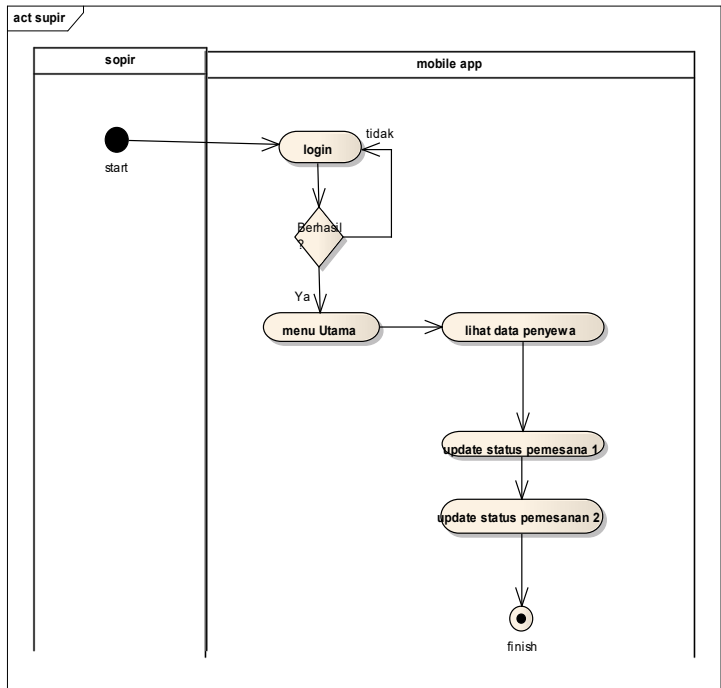 act supir
sopir
mobile app
start
login
tidak
Berhasil
?
Ya
menu Utama
lihat data penyewa
update status pemesana 1
update status pemesanan 2
finish